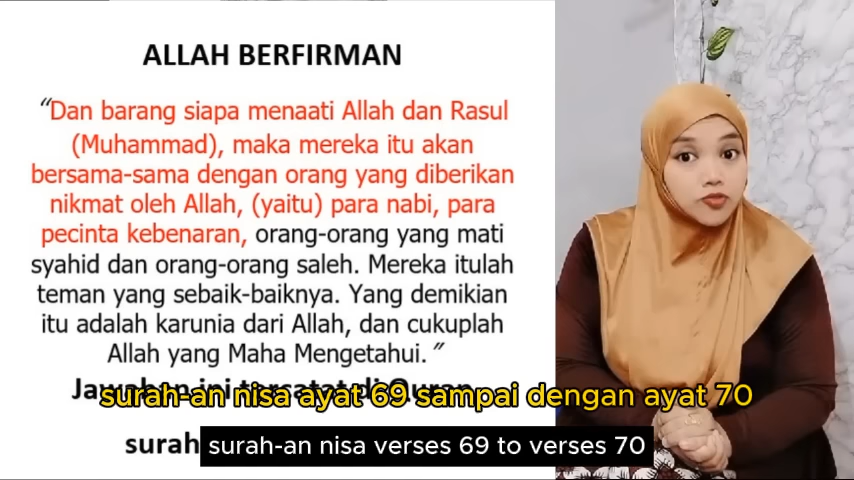 ALLAH BERFIRMAN
“Dan barang siapa menaati Allah dan Rasul
(Muhammad), maka mereka itu akan
bersama-sama dengan orang yang diberikan
nikmat oleh Allah, (yaitu) para nabi, para
pecinta kebenaran, orang-orang yang mati
syahid dan orang-orang saleh. Mereka itulah
teman yang sebaik-baiknya. Yang demikian
itu adalah karunia dari Allah, dan cukuplah
Allah yang Maha Mengetahui. ”
surah-an nisa ayat 69 sampai dengan ayat 70
surah
surah-an nisa verses 69 to verses 70